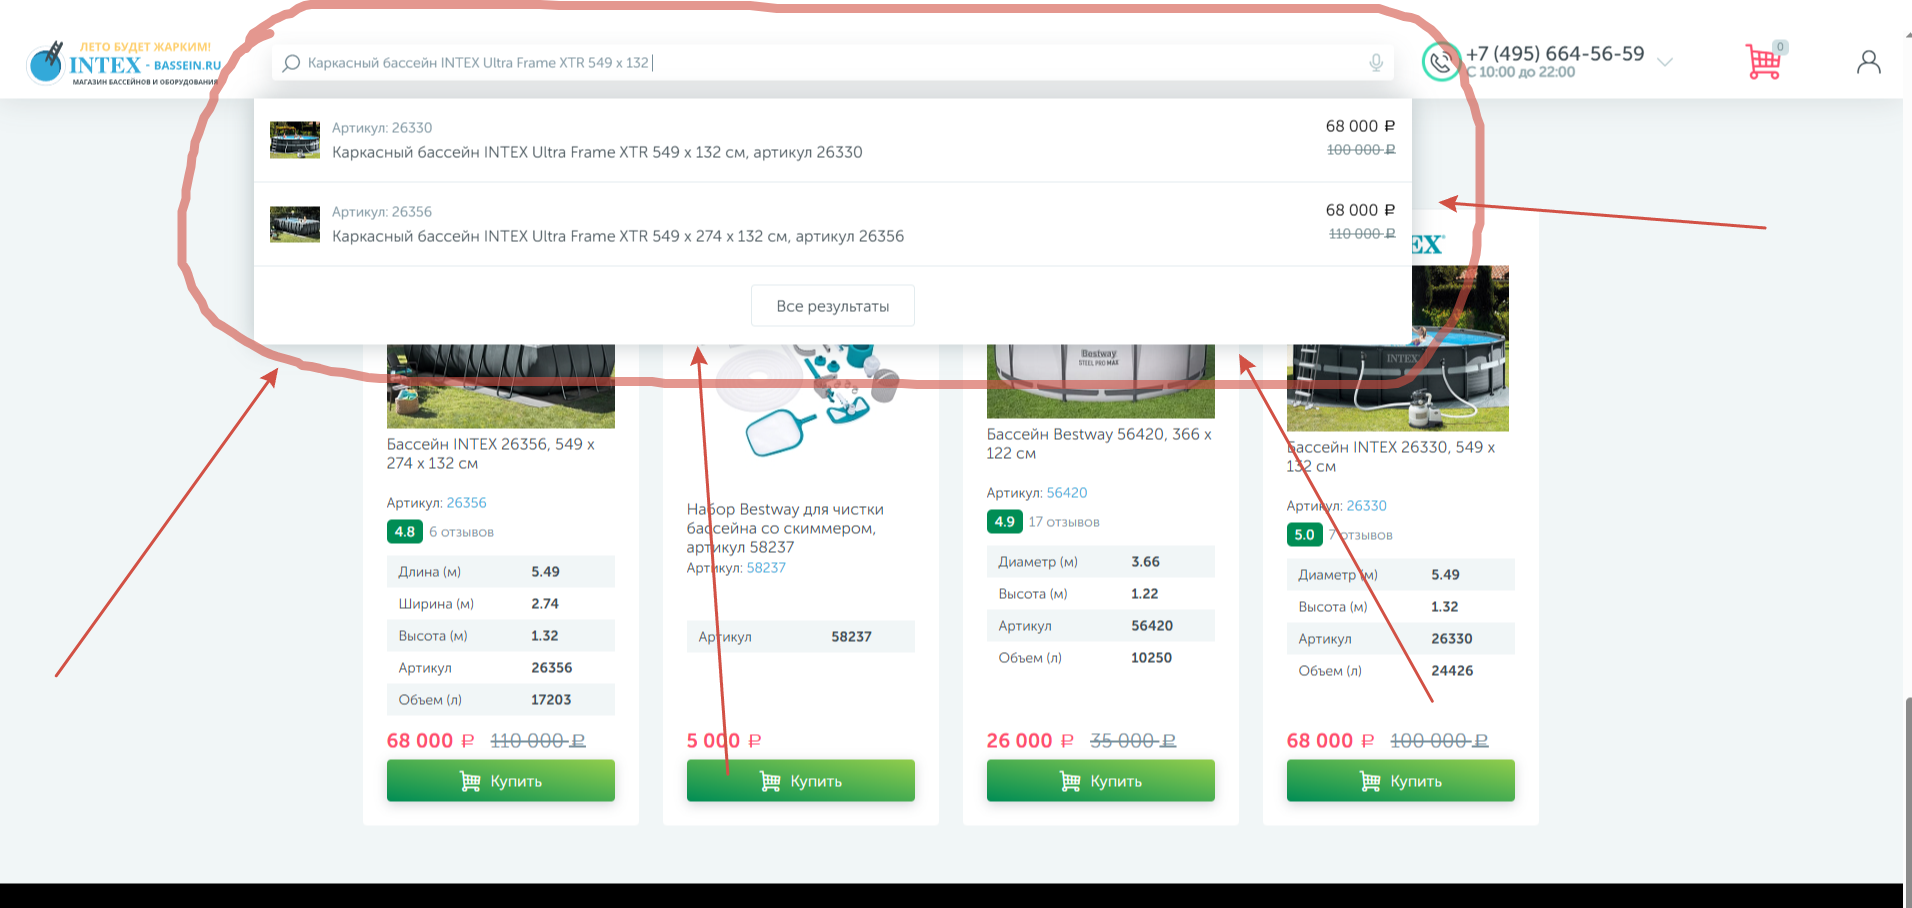 ЛЕТО БУДЕТ ЖАРКИМ!
INTEX - BASSEIN.RU
МАГАЗИН БАССЕЙНОВ И ОБОРУДОВАНИЯ
Каркасный бассейн INTEX Ultra Frame XTR 549 x 132
+7 (495) 664-56-59
С 10:00 до 22:00
0
Артикул: 26330
Каркасный бассейн INTEX Ultra Frame XTR 549 x 132 см, артикул 26330
68 000 ₽
100 000 ₽
Артикул: 26356
Каркасный бассейн INTEX Ultra Frame XTR 549 x 274 x 132 см, артикул 26356
68 000 ₽
110 000 ₽
Все результаты
Бассейн INTEX 26356, 549 x
274 x 132 см
Артикул: 26356
4.8 6 отзывов
Длина (м) 5.49
Ширина (м) 2.74
Высота (м) 1.32
Артикул 26356
Объем (л) 17203
68 000 ₽ 110 000 ₽
Купить
Набор Bestway для чистки
бассейна со скиммером,
артикул 58237
Артикул: 58237
Артикул 58237
5 000 ₽
Купить
Bestway
STEEL PRO MAX
Бассейн Bestway 56420, 366 x
122 см
Артикул: 56420
4.9 17 отзывов
Диаметр (м) 3.66
Высота (м) 1.22
Артикул 56420
Объем (л) 10250
26 000 ₽ 35 000 ₽
Купить
EX
INTEX
Бассейн INTEX 26330, 549 x
132 см
Артикул: 26330
5.0 7 отзывов
Диаметр (м) 5.49
Высота (м) 1.32
Артикул 26330
Объем (л) 24426
68 000 ₽ 100 000 ₽
Купить